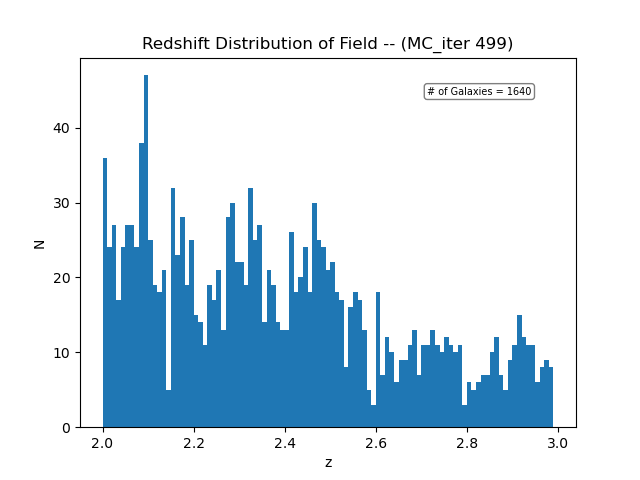 Redshift Distribution of Field -- (MC_iter 499)
# of Galaxies = 1640
N
40
30
20
10
0
2.0 2.2 2.4 2.6 2.8 3.0
z